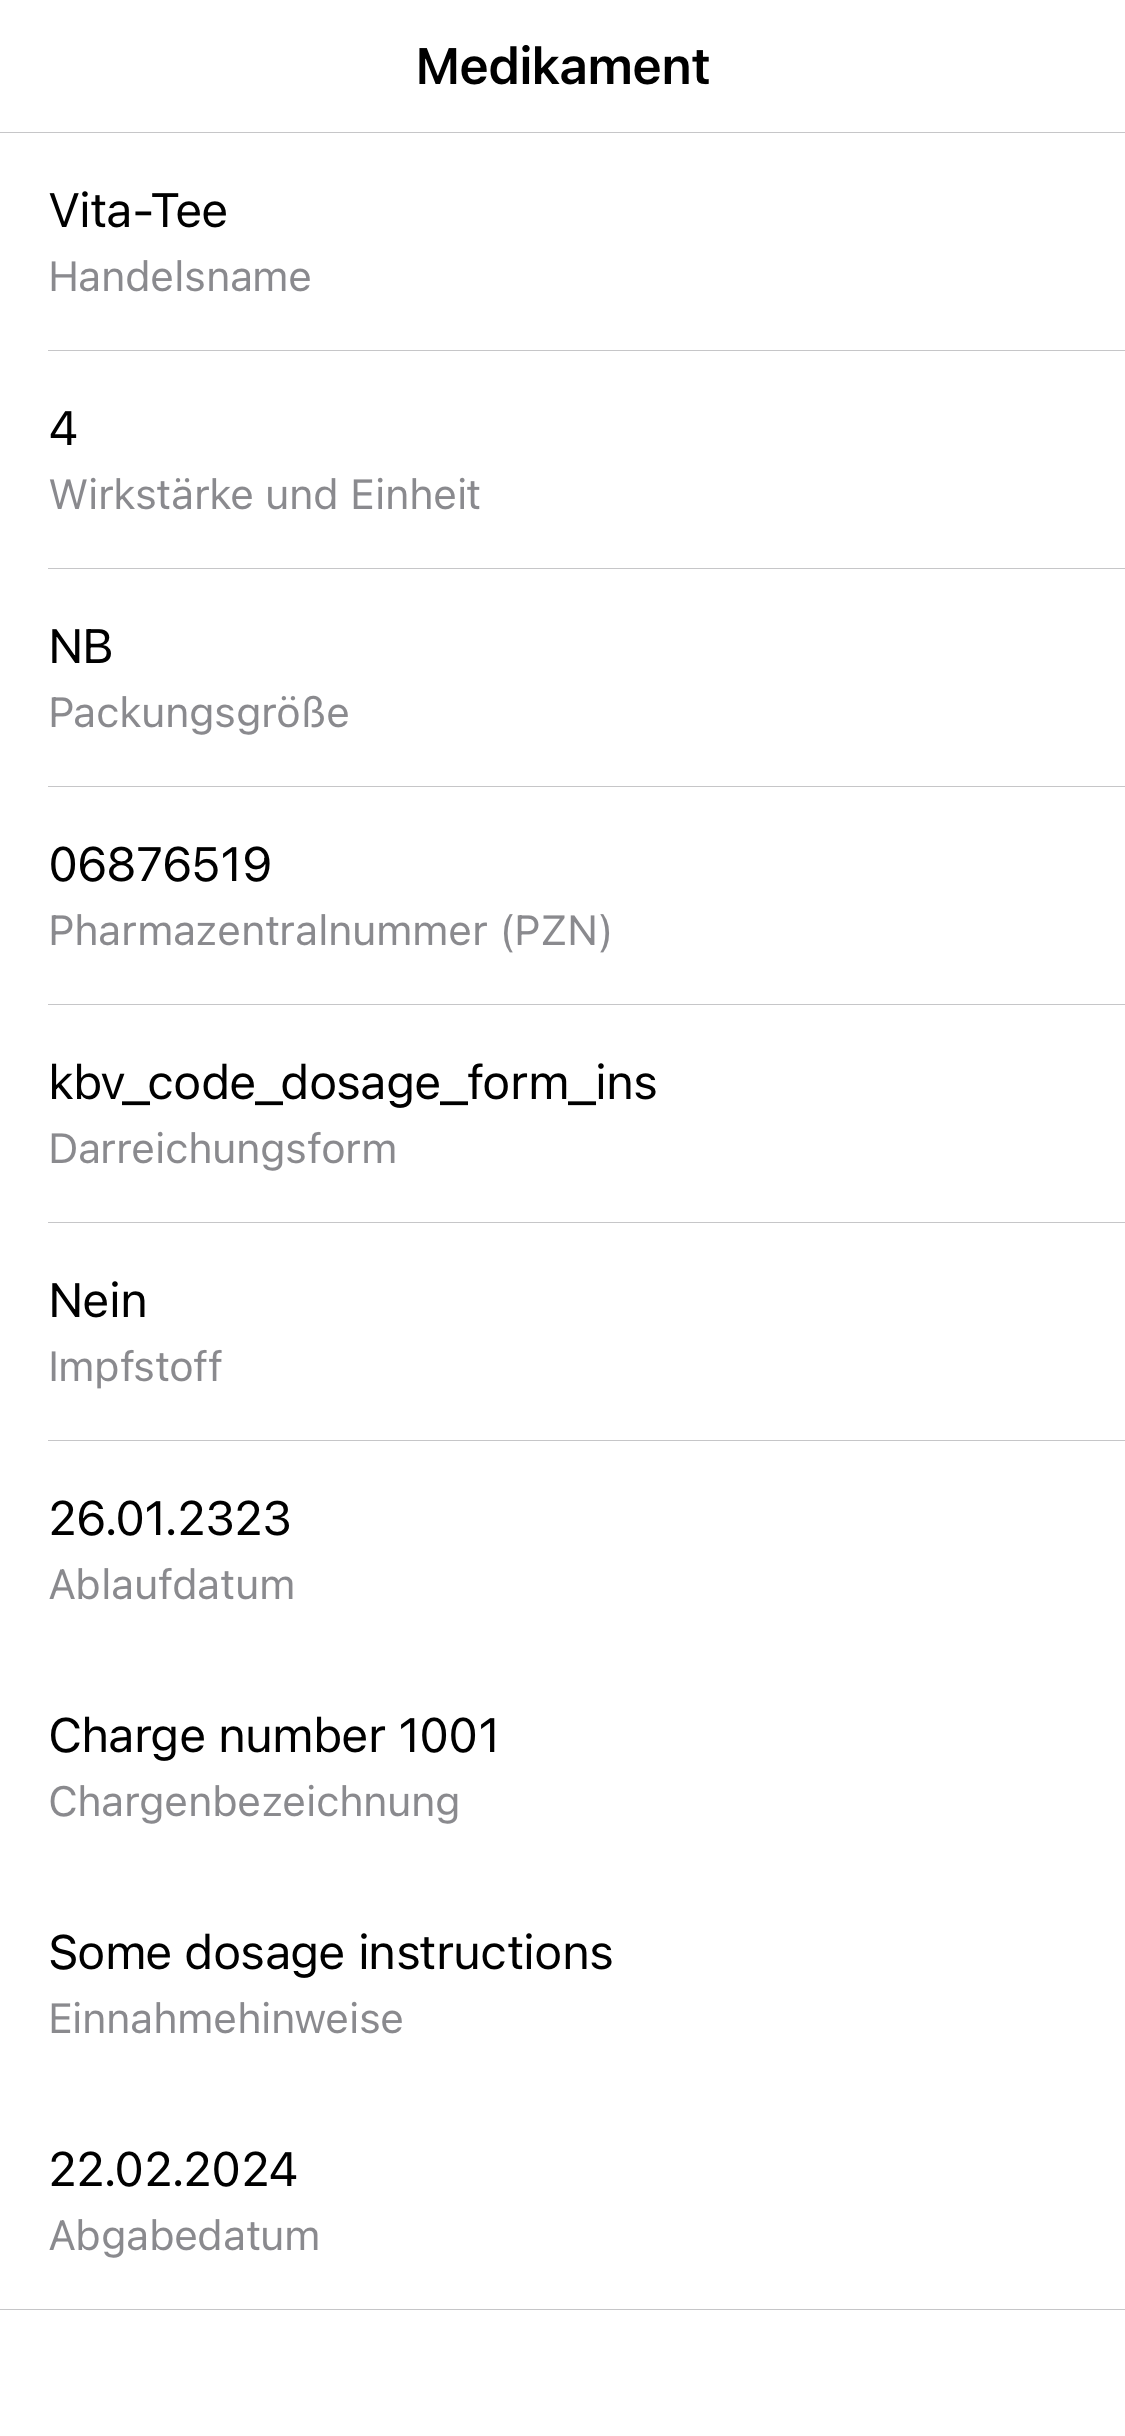 Medikament
Vita-Tee
Handelsname
4
Wirkstärke und Einheit
NB
Packungsgröße
06876519
Pharmazentralnummer (PZN)
kbv_code_dosage_form_ins
Darreichungsform
Nein
Impfstoff
26.01.2323
Ablaufdatum
Charge number 1001
Chargenbezeichnung
Some dosage instructions
Einnahmehinweise
22.02.2024
Abgabedatum